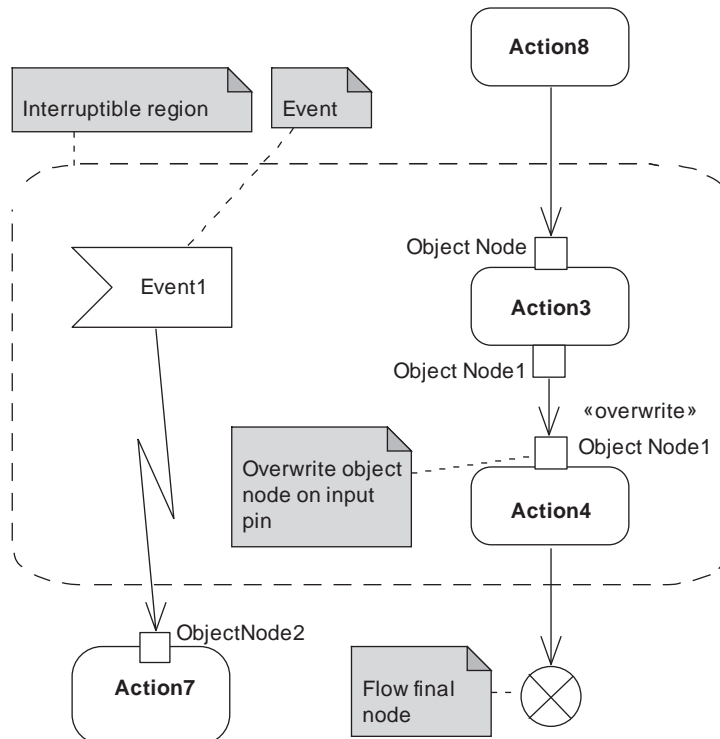 Action8
Interruptible region
Event
Object Node
Event1
Action3
Object Node1
«overwrite»
Object Node1
Overwrite object
node on input
pin
Action4
ObjectNode2
Action7
Flow final
node